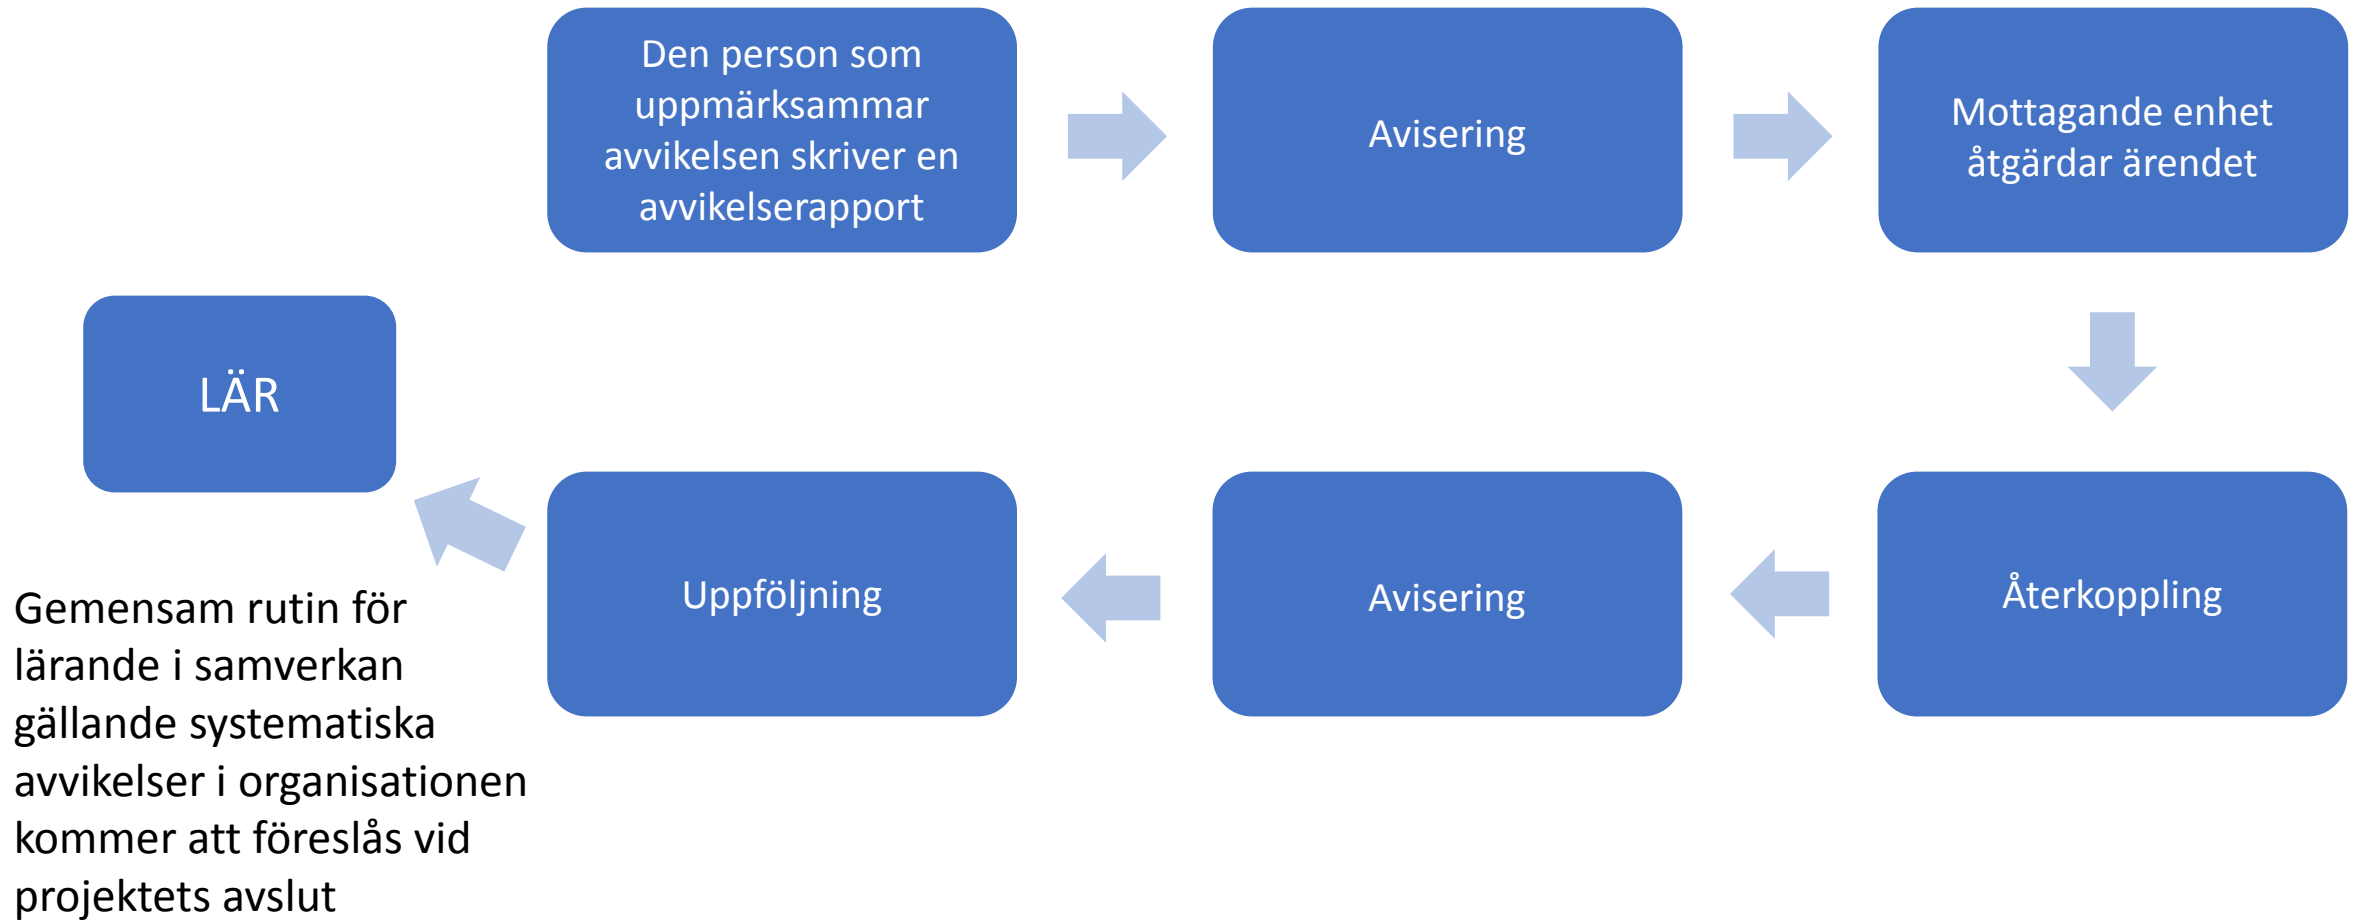 Den person som
uppmärksammar
avvikelsen skriver en
avvikelserapport
Avisering
Mottagande enhet
åtgärdar ärendet
Återkoppling
Avisering
Uppföljning
LÄR
Gemensam rutin för
lärande i samverkan
gällande systematiska
avvikelser i organisationen
kommer att föreslås vid
projektets avslut